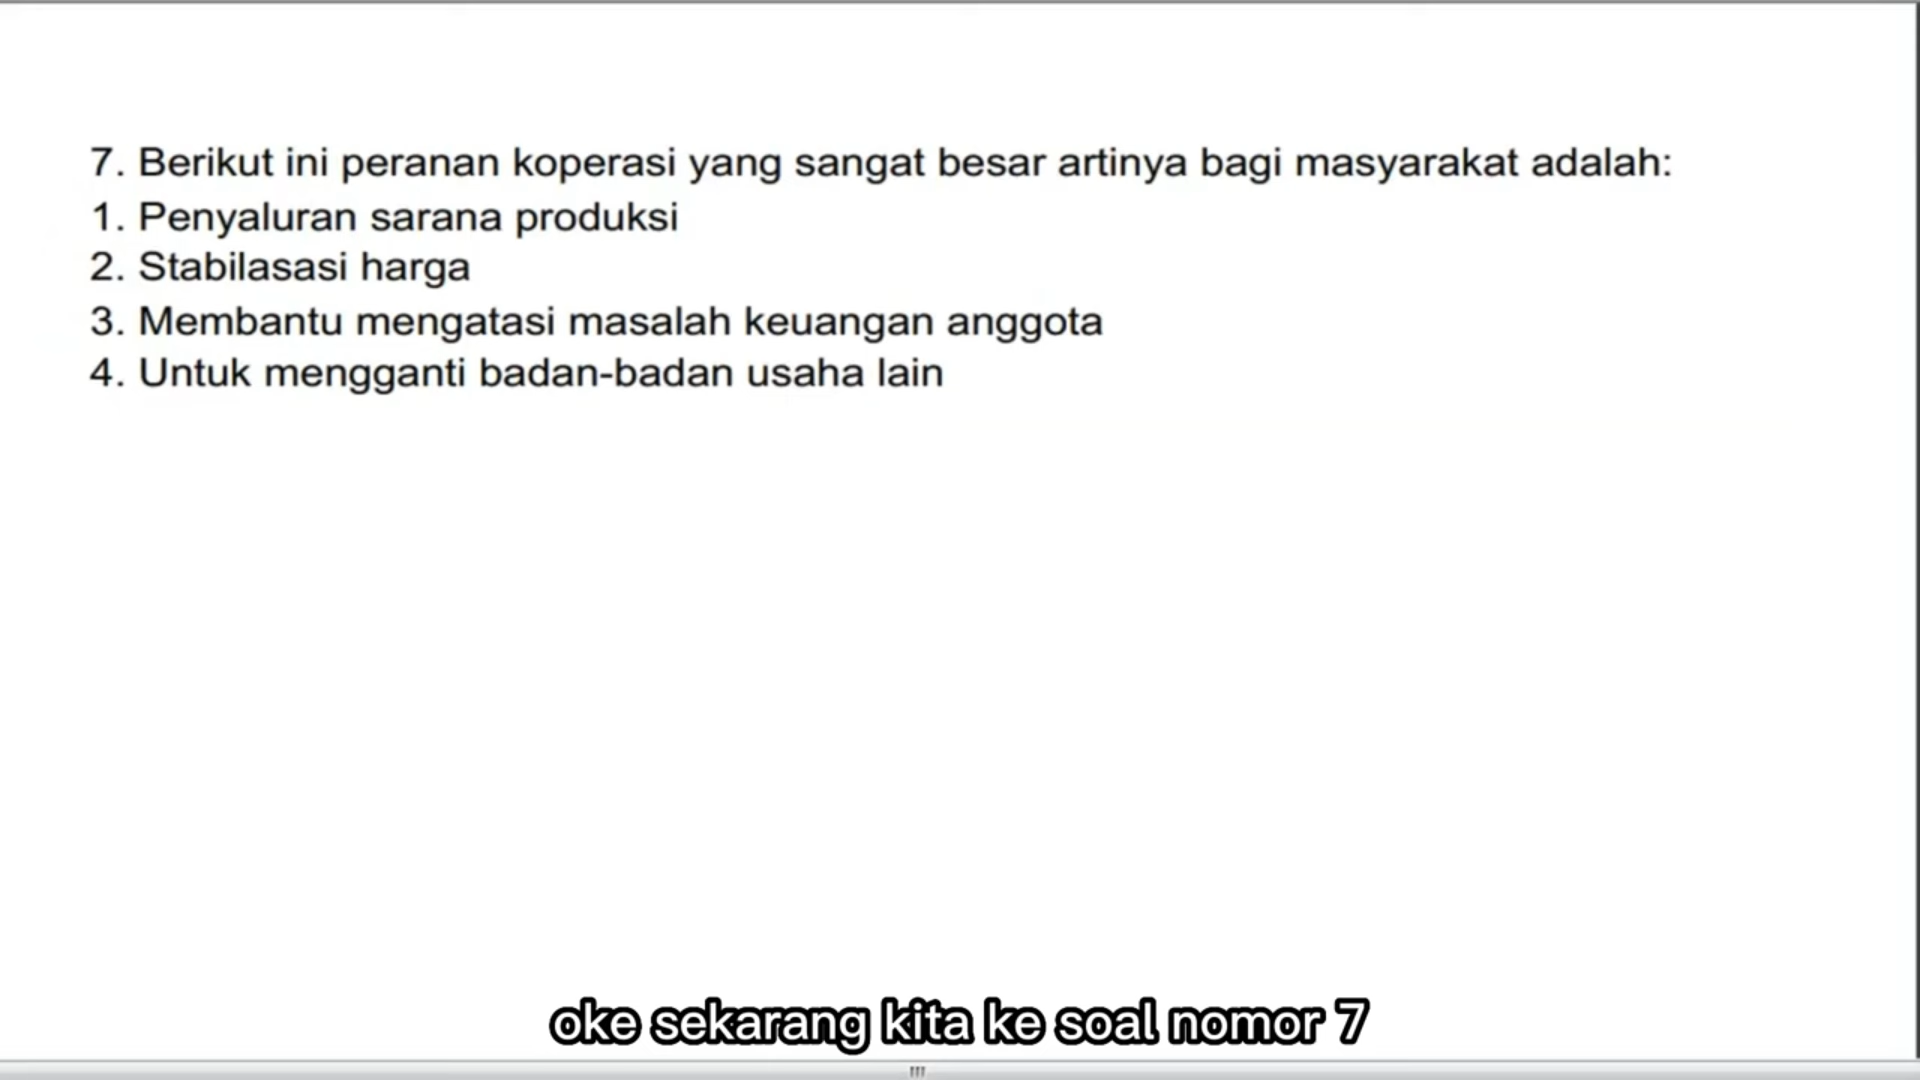 7. Berikut ini peranan koperasi yang sangat besar artinya bagi masyarakat adalah:
1. Penyaluran sarana produksi
2. Stabilasasi harga
3. Membantu mengatasi masalah keuangan anggota
4. Untuk mengganti badan-badan usaha lain
oke sekarang kita ke soal nomor 7